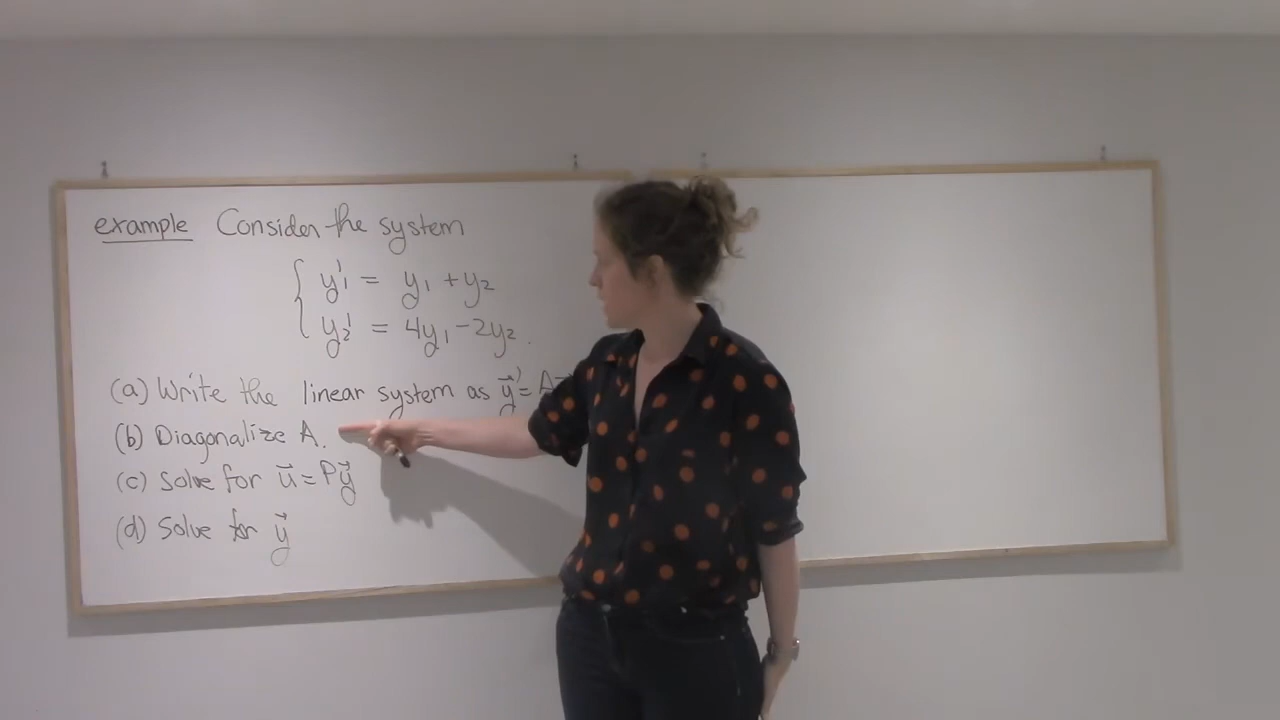 example Consider the system
{ y₁' = y₁ + y₂
y₂' = 4y₁ - 2y₂.
(a) Write the linear system as y⃗' = A
(b) Diagonalize A.
(c) Solve for u⃗ = Py⃗
(d) Solve for y⃗